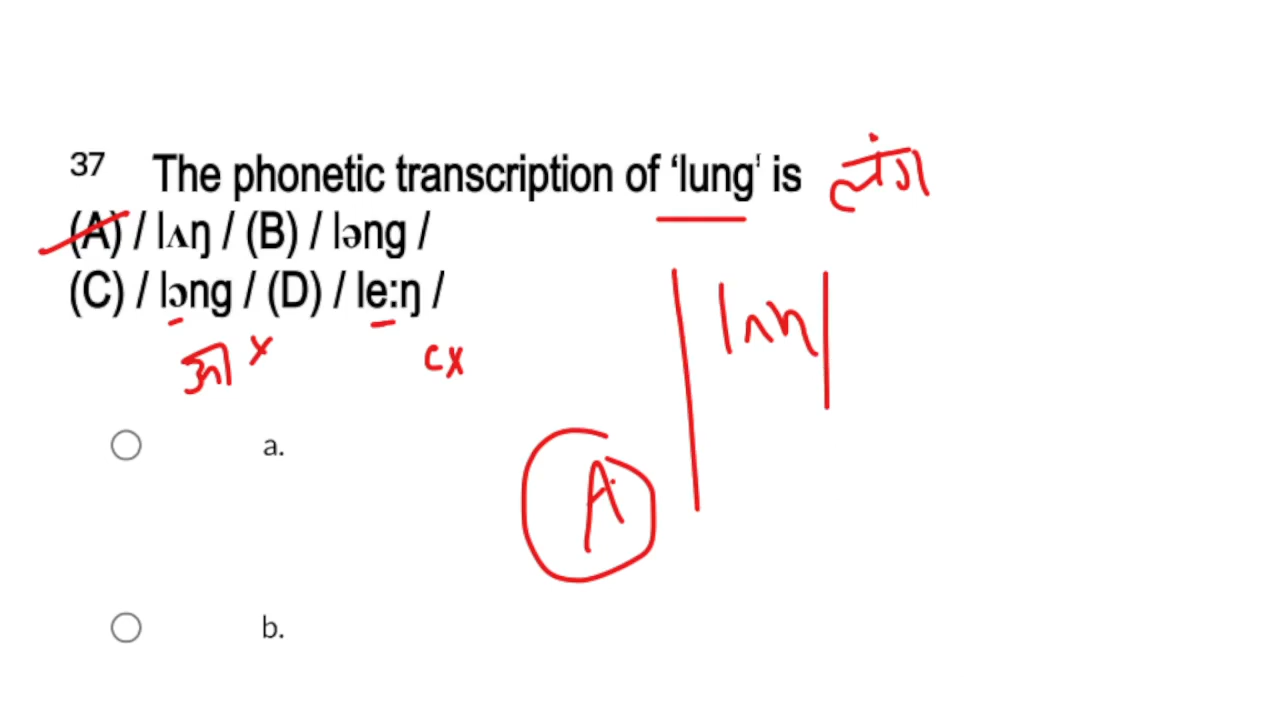 37 The phonetic transcription of ‘lung’ is लंग
(A) / lʌŋ / (B) / ləng /
(C) / lɔng / (D) / le:ŋ /
ऑ x
cx
/lʌŋ/
A
a.
b.